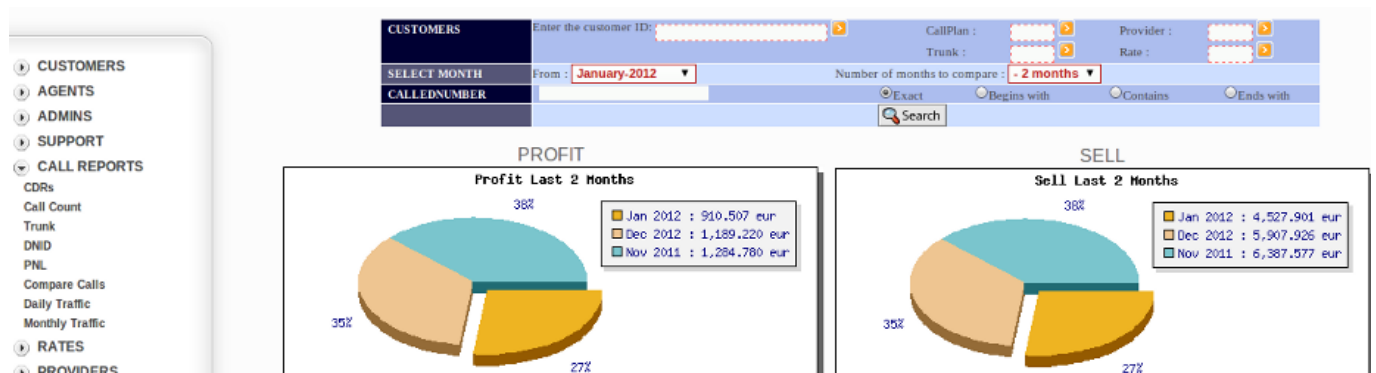 CUSTOMERS
AGENTS
ADMINS
SUPPORT
CALL REPORTS
CDRs
Call Count
Trunk
DNID
PNL
Compare Calls
Daily Traffic
Monthly Traffic
RATES
PROVIDERS
CUSTOMERS Enter the customer ID: CallPlan : Provider :
Trunk : Rate :
SELECT MONTH From : January-2012 Number of months to compare : - 2 months
CALLEDNUMBER Exact Begins with Contains Ends with
Search
PROFIT
Profit Last 2 Months
38%
Jan 2012 : 910.507 eur
Dec 2012 : 1,189.220 eur
Nov 2011 : 1,284.780 eur
35%
27%
SELL
Sell Last 2 Months
38%
Jan 2012 : 4,527.901 eur
Dec 2012 : 5,907.926 eur
Nov 2011 : 6,387.577 eur
35%
27%